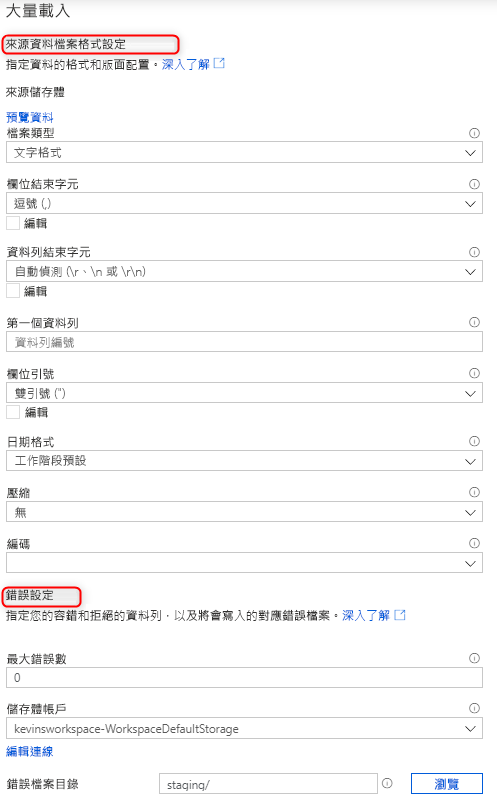 大量載入
來源資料檔案格式設定
指定資料的格式和版面配置。深入了解
來源儲存體
預覽資料
檔案類型
文字格式
欄位結束字元
逗號 (,)
編輯
資料列結束字元
自動偵測 (\r、\n 或 \r\n)
編輯
第一個資料列
資料列編號
欄位引號
雙引號 (")
編輯
日期格式
工作階段預設
壓縮
無
編碼
錯誤設定
指定您的容錯和拒絕的資料列，以及將會寫入的對應錯誤檔案。深入了解
最大錯誤數
0
儲存體帳戶
kevinsworkspace-WorkspaceDefaultStorage
編輯連線
錯誤檔案目錄 staging/ 瀏覽